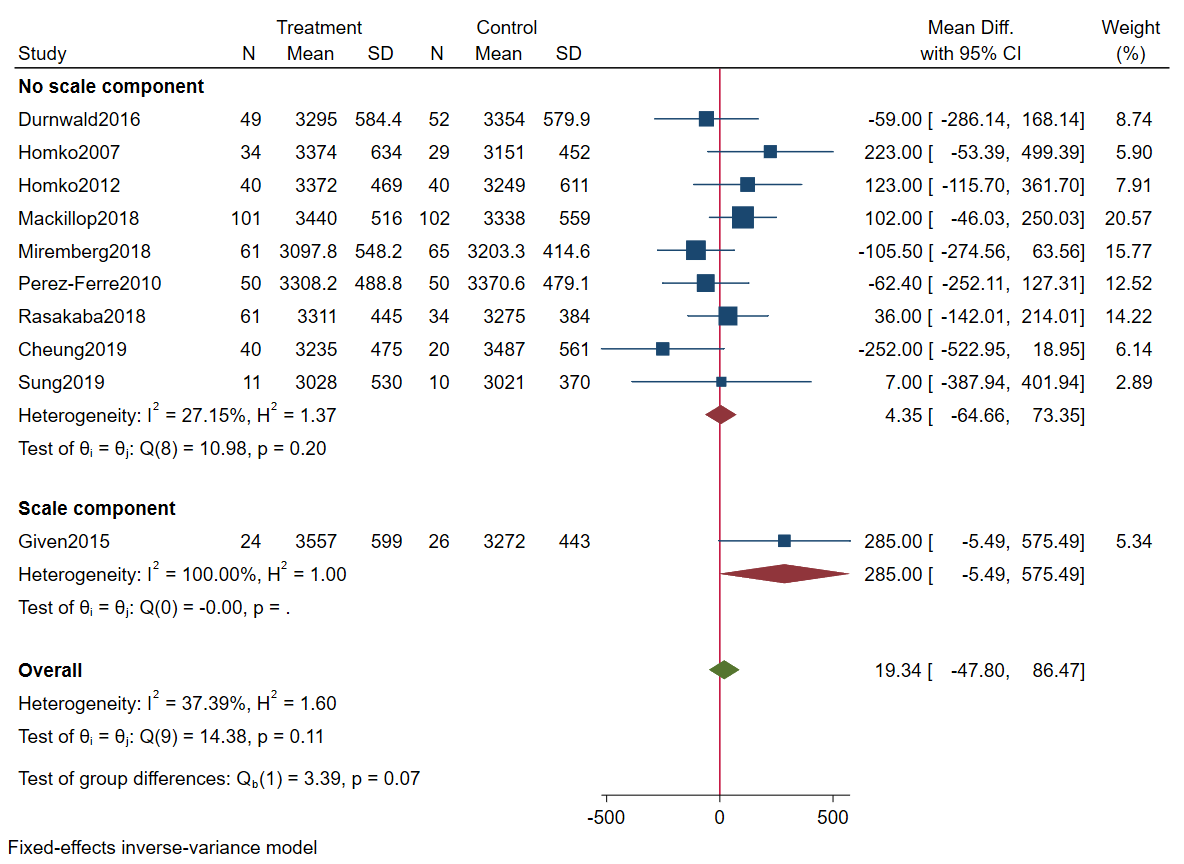 Treatment Control Mean Diff. Weight
Study N Mean SD N Mean SD with 95% CI (%)
No scale component
Durnwald2016 49 3295 584.4 52 3354 579.9 -59.00 [ -286.14, 168.14] 8.74
Homko2007 34 3374 634 29 3151 452 223.00 [ -53.39, 499.39] 5.90
Homko2012 40 3372 469 40 3249 611 123.00 [ -115.70, 361.70] 7.91
Mackillop2018 101 3440 516 102 3338 559 102.00 [ -46.03, 250.03] 20.57
Miremberg2018 61 3097.8 548.2 65 3203.3 414.6 -105.50 [ -274.56, 63.56] 15.77
Perez-Ferre2010 50 3308.2 488.8 50 3370.6 479.1 -62.40 [ -252.11, 127.31] 12.52
Rasakaba2018 61 3311 445 34 3275 384 36.00 [ -142.01, 214.01] 14.22
Cheung2019 40 3235 475 20 3487 561 -252.00 [ -522.95, 18.95] 6.14
Sung2019 11 3028 530 10 3021 370 7.00 [ -387.94, 401.94] 2.89
Heterogeneity: I² = 27.15%, H² = 1.37 4.35 [ -64.66, 73.35]
Test of θᵢ = θⱼ: Q(8) = 10.98, p = 0.20
Scale component
Given2015 24 3557 599 26 3272 443 285.00 [ -5.49, 575.49] 5.34
Heterogeneity: I² = 100.00%, H² = 1.00 285.00 [ -5.49, 575.49]
Test of θᵢ = θⱼ: Q(0) = -0.00, p = .
Overall 19.34 [ -47.80, 86.47]
Heterogeneity: I² = 37.39%, H² = 1.60
Test of θᵢ = θⱼ: Q(9) = 14.38, p = 0.11
Test of group differences: Q_b(1) = 3.39, p = 0.07
-500 0 500
Fixed-effects inverse-variance model